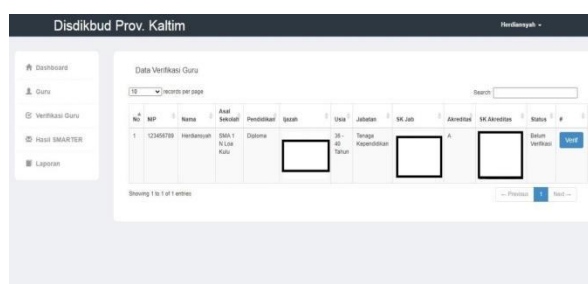 Disdikbud Prov. Kaltim
Herdiansyah
Dashboard
Guru
Verifikasi Guru
Hasil SMARTER
Laporan
Data Verifikasi Guru
10 records per page
Search:
No NIP Nama Asal Sekolah Pendidikan Ijazah Usia Jabatan SK Jab Akreditas SK Akreditas Status #
1 123456789 Herdiansyah SMA 1 N Loa Kulu Diploma 36 - 40 Tahun Tenaga Kependidikan A Belum Verifikasi Verif
Showing 1 to 1 of 1 entries
← Previous 1 Next →